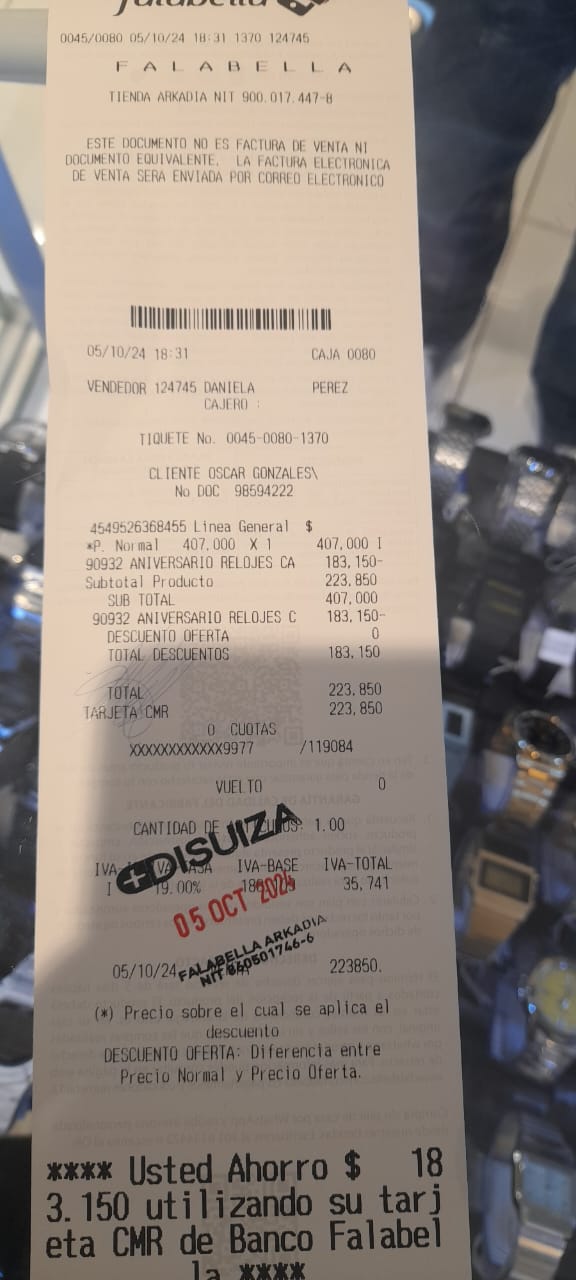 falabella
0045/0080 05/10/24 18:31 1370 124745
F A L A B E L L A
TIENDA ARKADIA NIT 900.017.447-8
ESTE DOCUMENTO NO ES FACTURA DE VENTA NI
DOCUMENTO EQUIVALENTE, LA FACTURA ELECTRONICA
DE VENTA SERA ENVIADA POR CORREO ELECTRONICO
05/10/24 18:31 CAJA 0080
VENDEDOR 124745 DANIELA PEREZ
CAJERO :
TIQUETE No. 0045-0080-1370
CLIENTE OSCAR GONZALES\
No DOC 98594222
4549526368455 Linea General $
*P. Normal 407,000 X 1 407,000 I
90932 ANIVERSARIO RELOJES CA 183,150-
Subtotal Producto 223,850
SUB TOTAL 407,000
90932 ANIVERSARIO RELOJES C 183,150-
DESCUENTO OFERTA 0
TOTAL DESCUENTOS 183,150
TOTAL 223,850
TARJETA CMR 223,850
0 CUOTAS
XXXXXXXXXXXX9977 /119084
VUELTO 0
CANTIDAD DE 1.00
DISUIZA
IVA- IVA-BASE IVA-TOTAL
I 19.00% 35,741
05 OCT 2024
FALABELLA ARKADIA
NIT 860501746-6
05/10/24 223850.
(*) Precio sobre el cual se aplica el
descuento
DESCUENTO OFERTA: Diferencia entre
Precio Normal y Precio Oferta.
**** Usted Ahorro $ 18
3.150 utilizando su tarj
eta CMR de Banco Falabel
la ****